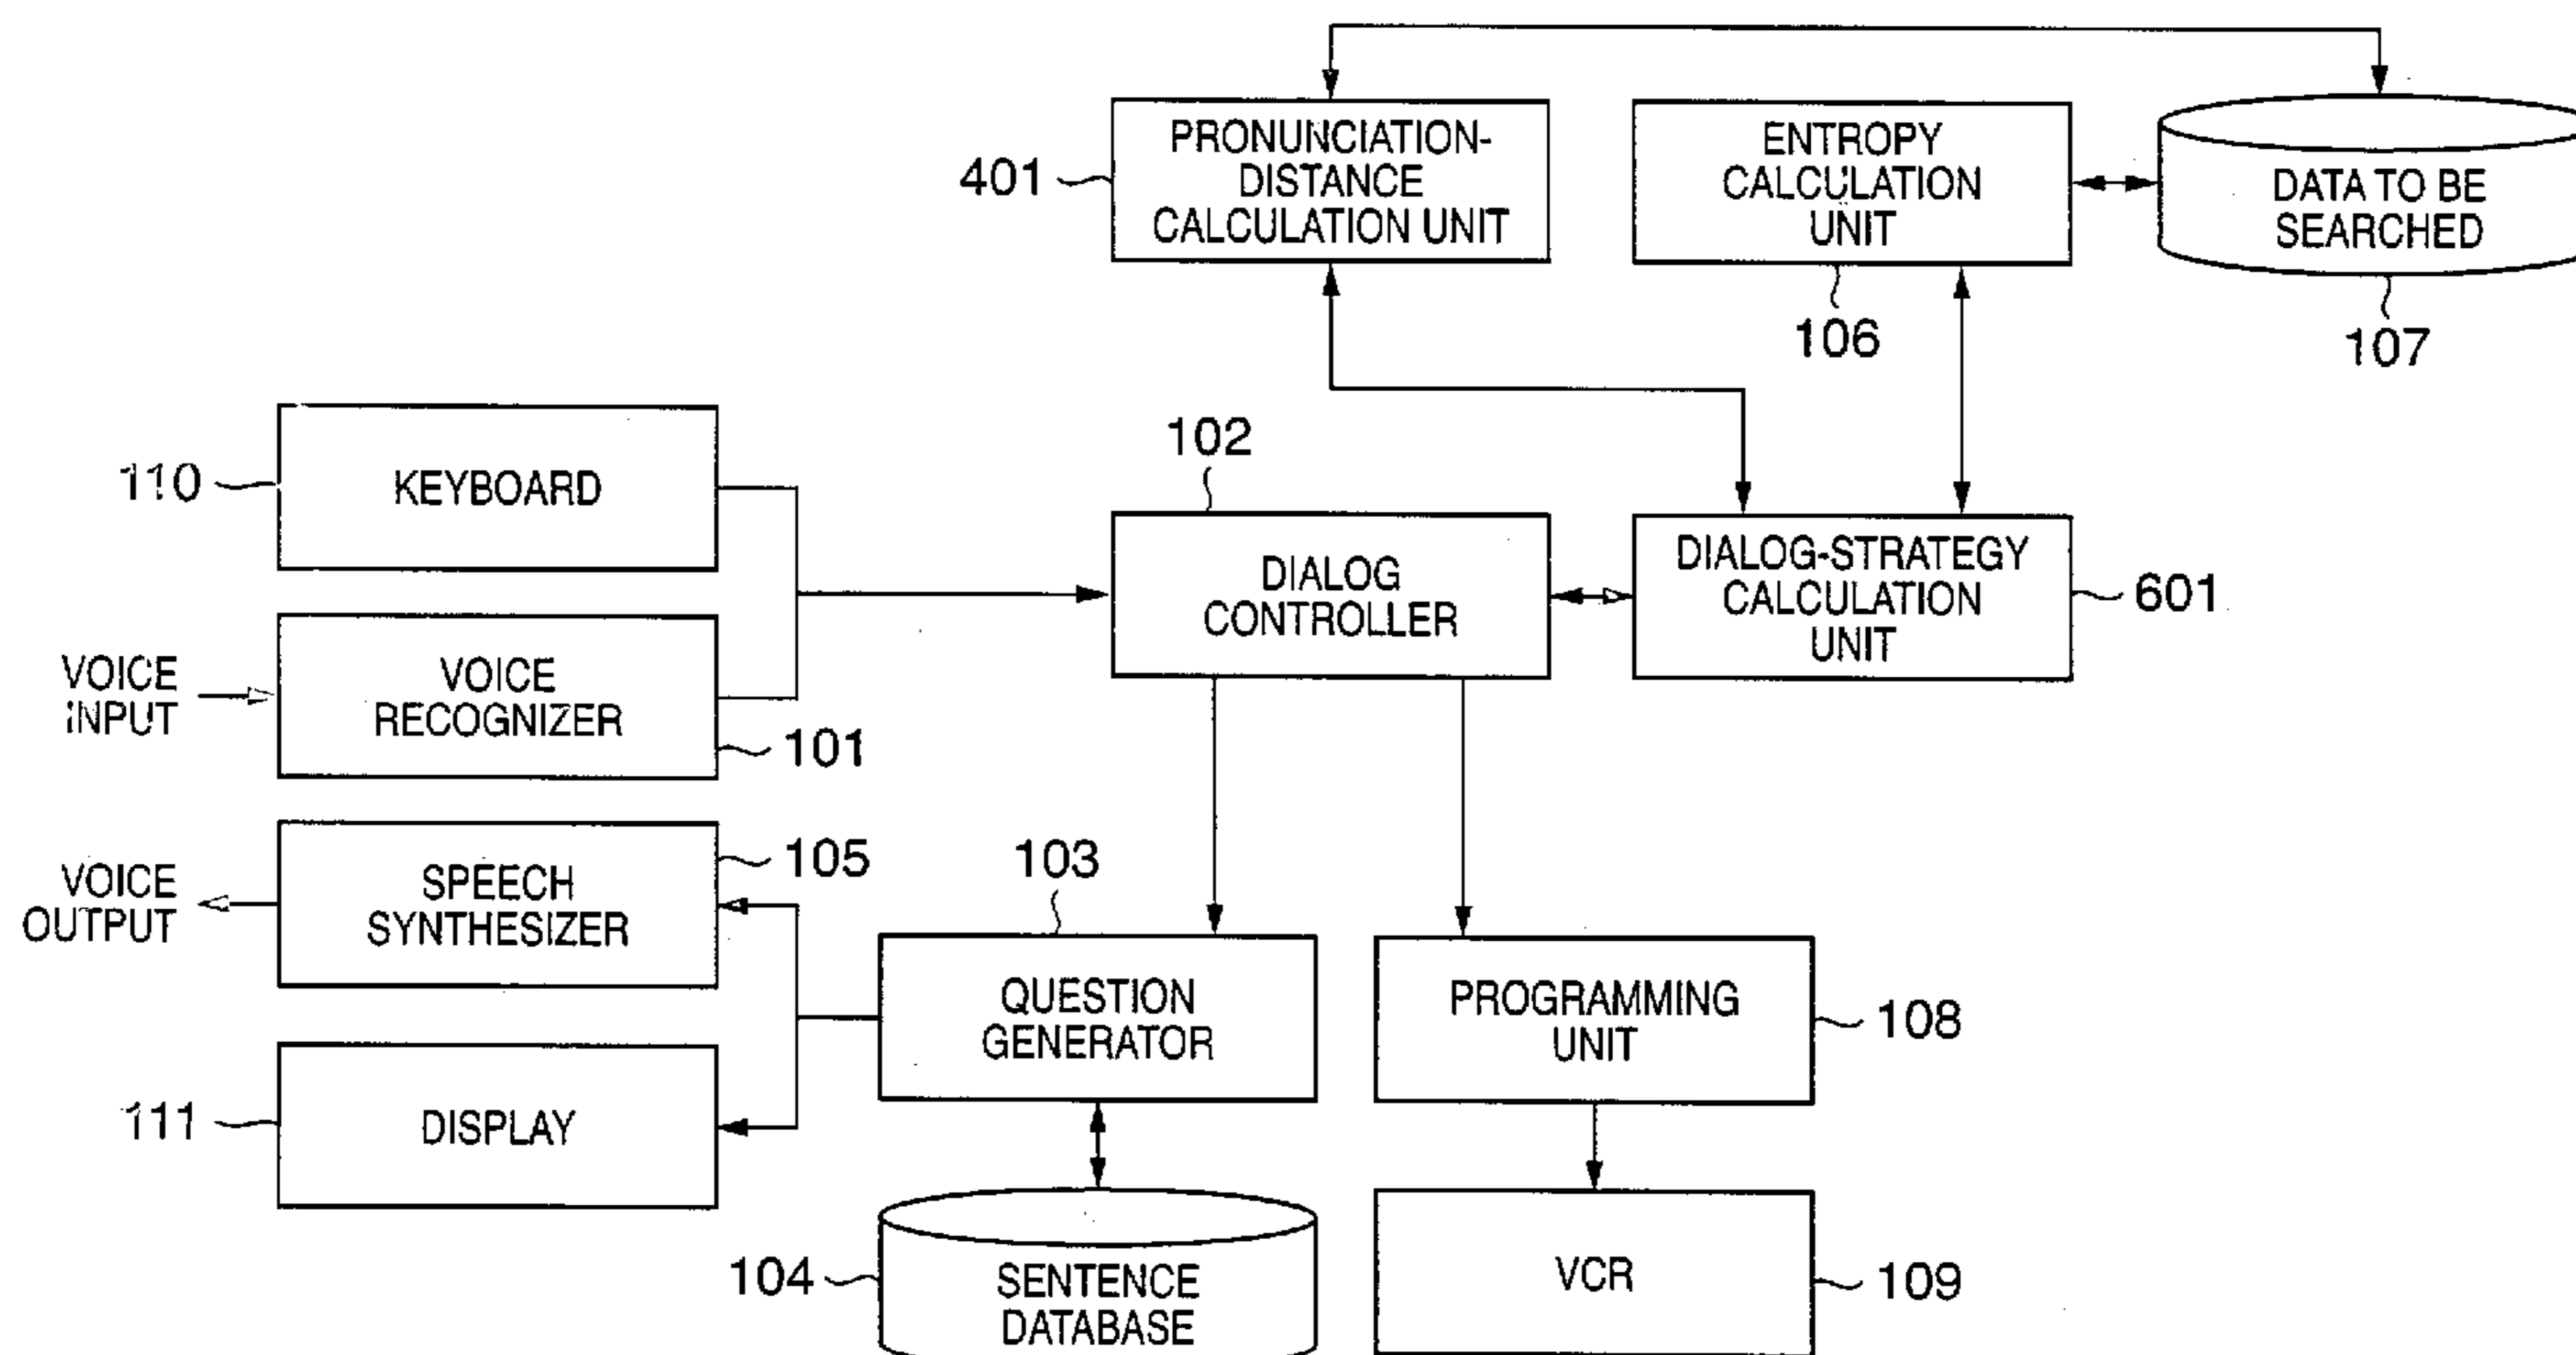 PRONUNCIATION-
DISTANCE
CALCULATION UNIT
401
ENTROPY
CALCULATION
UNIT
106
DATA TO BE
SEARCHED
107
110
KEYBOARD
102
DIALOG
CONTROLLER
DIALOG-STRATEGY
CALCULATION
UNIT
601
VOICE
INPUT
VOICE
RECOGNIZER
101
VOICE
OUTPUT
SPEECH
SYNTHESIZER
105
103
QUESTION
GENERATOR
PROGRAMMING
UNIT
108
111
DISPLAY
104
SENTENCE
DATABASE
VCR
109